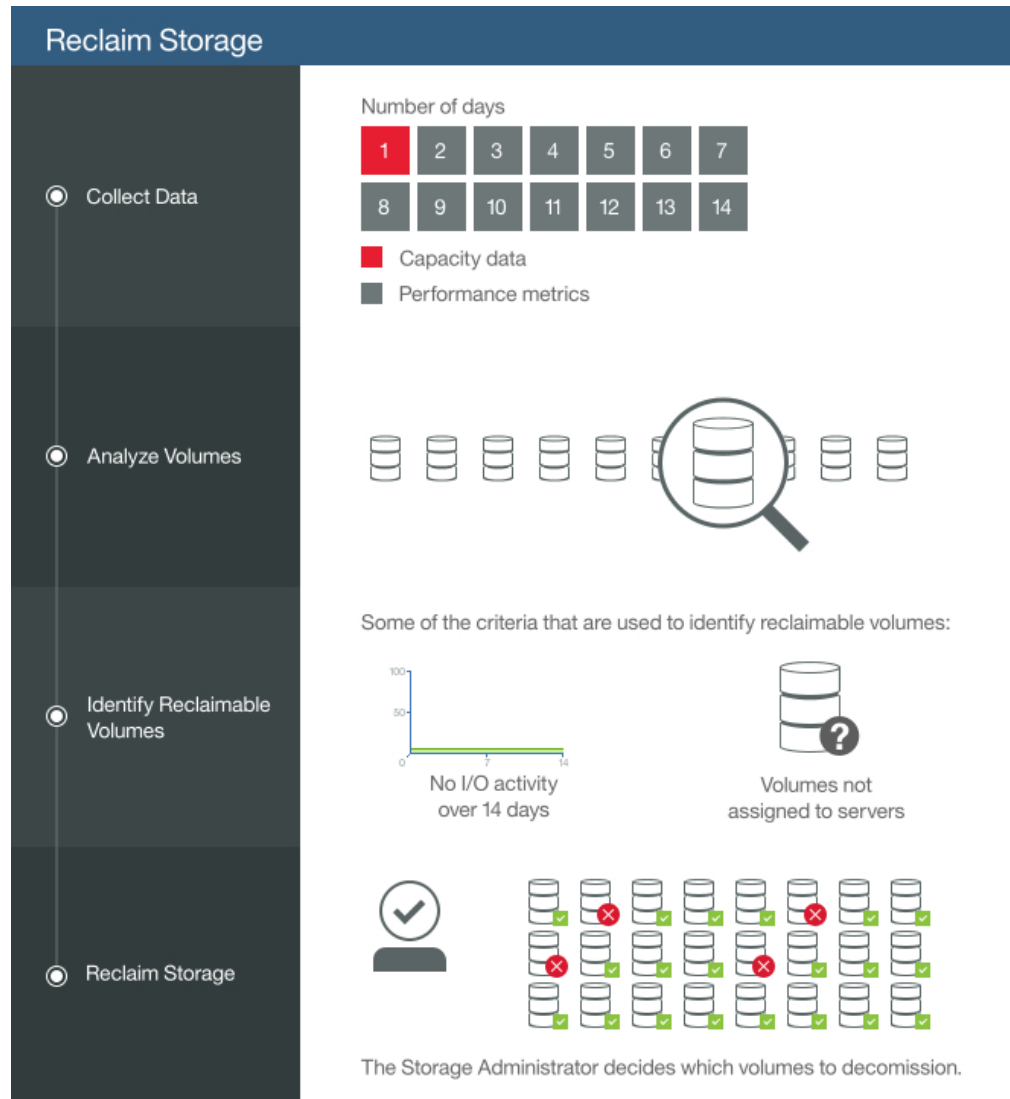 Reclaim Storage
Collect Data
Number of days
1 2 3 4 5 6 7
8 9 10 11 12 13 14
Capacity data
Performance metrics
Analyze Volumes
Identify Reclaimable
Volumes
Some of the criteria that are used to identify reclaimable volumes:
100
50
0 7 14
No I/O activity
over 14 days
?
Volumes not
assigned to servers
Reclaim Storage
The Storage Administrator decides which volumes to decomission.